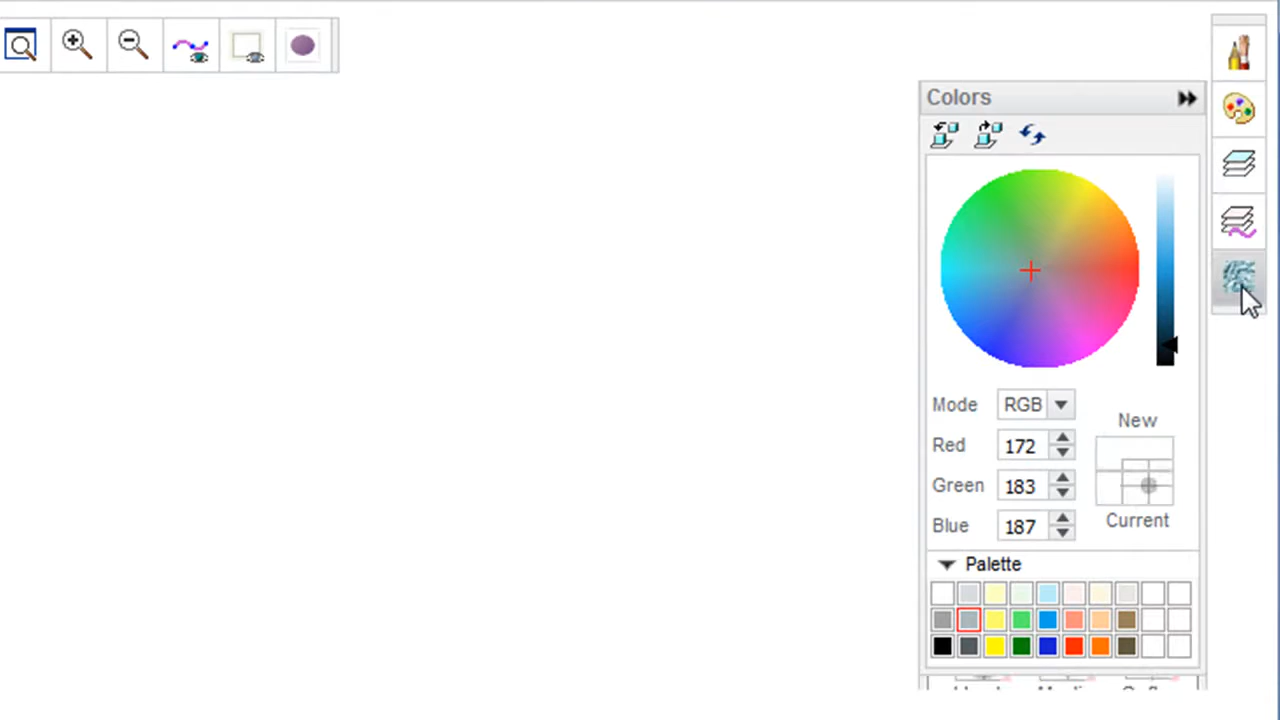 Colors
Mode RGB
New
Red 172
Green 183
Blue 187
Current
Palette